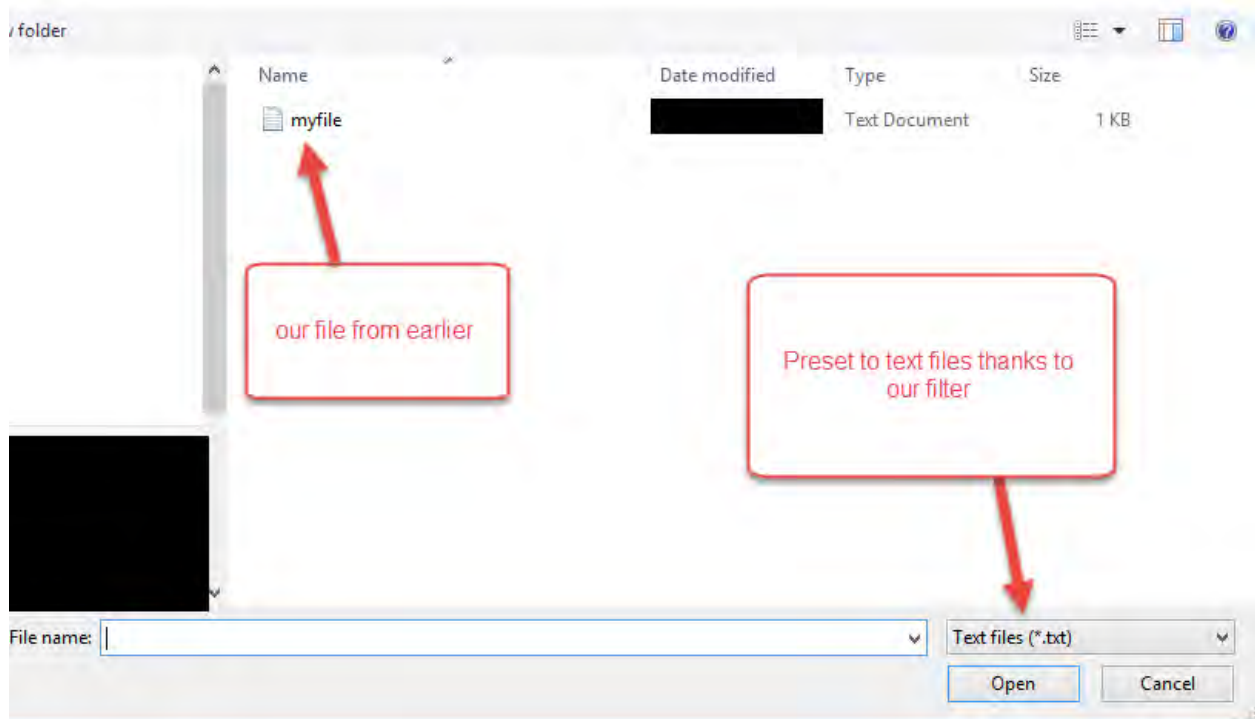 folder
Name Date modified Type Size
myfile Text Document 1 KB
our file from earlier
Preset to text files thanks to
our filter
File name: Text files (*.txt)
Open Cancel